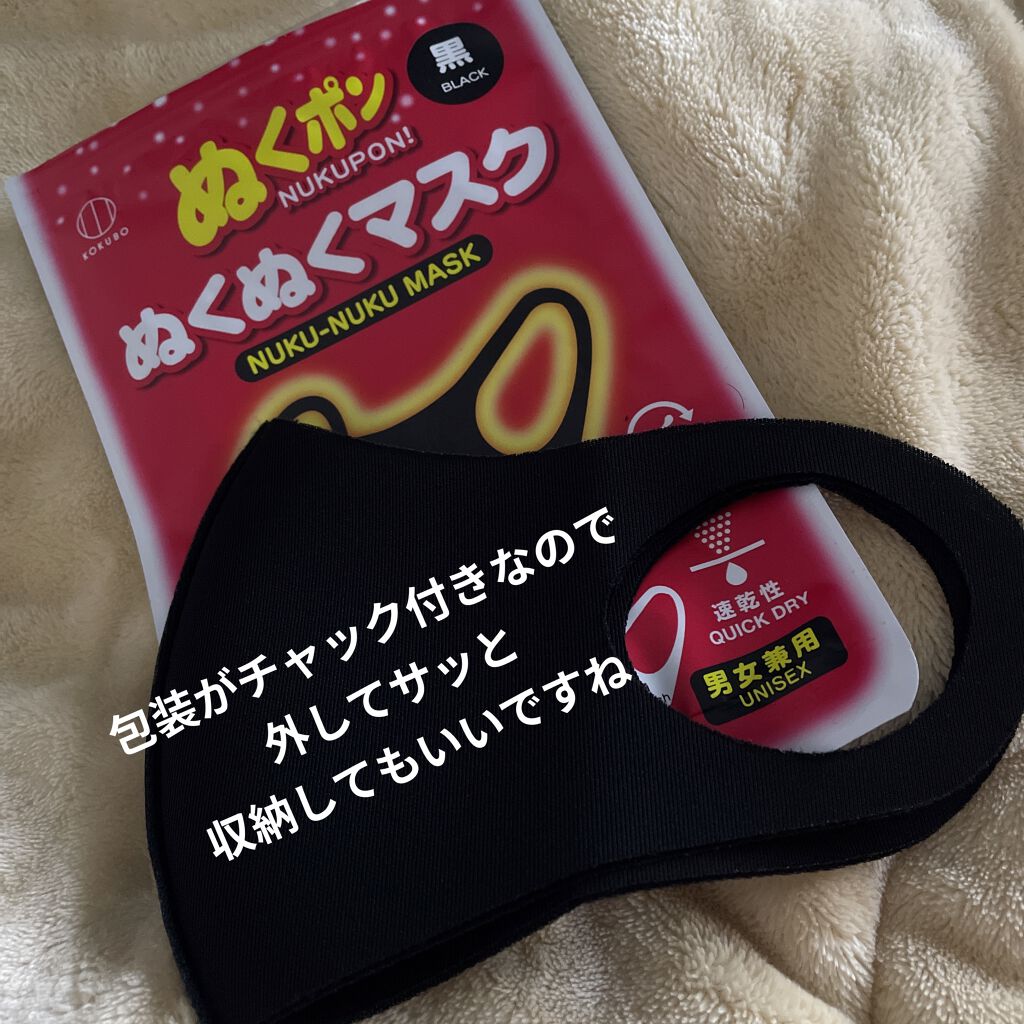 黒
BLACK
ぬくポン
NUKUPON!
KOKUBO
ぬくぬくマスク
NUKU-NUKU MASK
包装がチャック付きなので
外してサッと
収納してもいいですね
速乾性
QUICK DRY
男女兼用
UNISEX